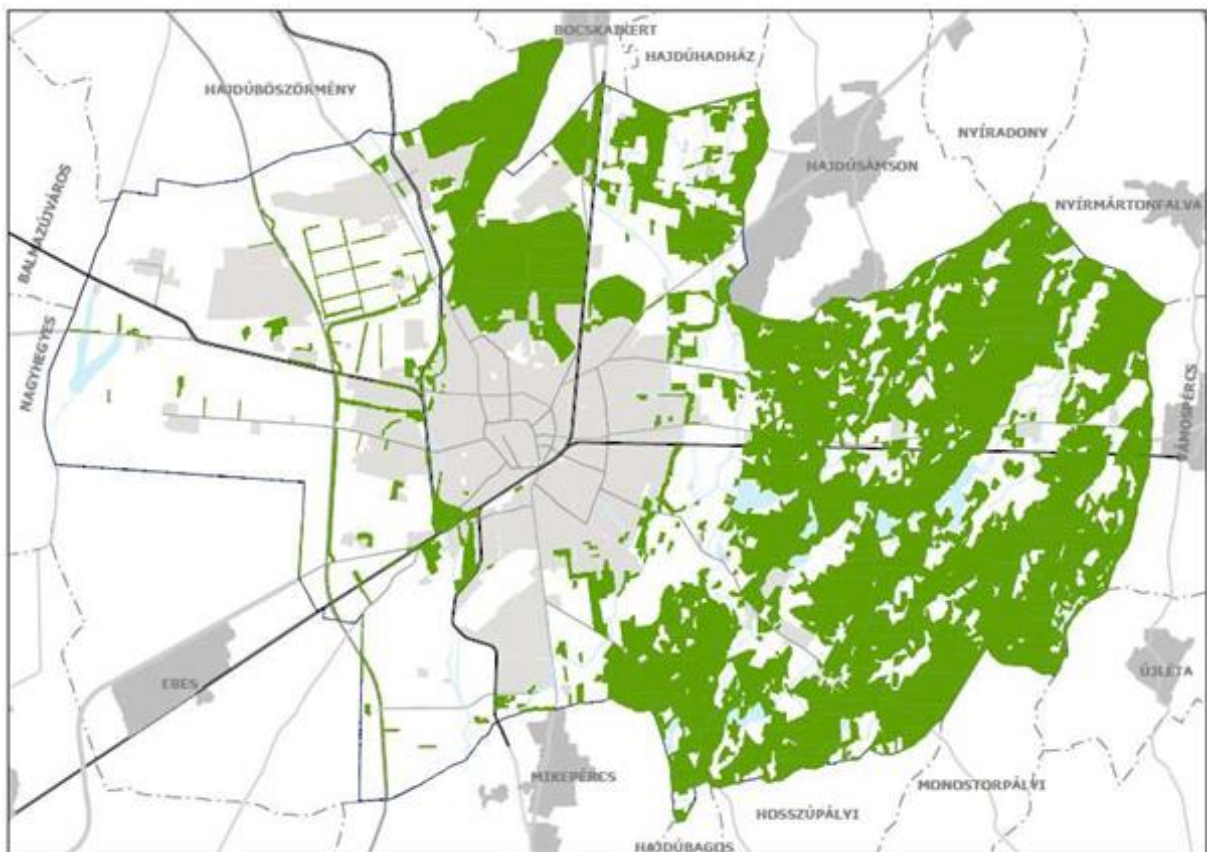 BOCSKAIKERT
HAJDÚHADHÁZ
HAJDÚBÖSZÖRMÉNY
NYÍRADONY
HAJDÚSÁMSON
NYÍRMÁRTONFALVA
BALMAZÚJVÁROS
NAGYHEGYES
VÁMOSPÉRCS
EBES
ÚJLÉTA
MIKEPÉRCS
MONOSTORPÁLYI
HOSSZÚPÁLYI
HAJDÚBAGOS